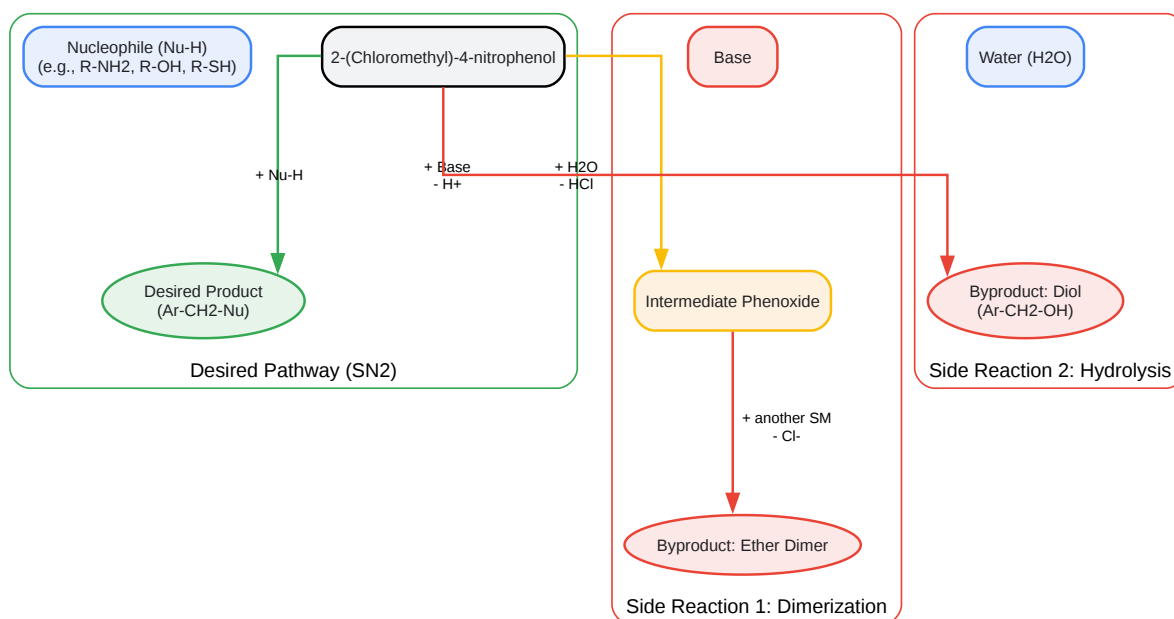 Nucleophile (Nu-H)
(e.g., R-NH2, R-OH, R-SH)
2-(Chloromethyl)-4-nitrophenol
Base
Water (H2O)
+ Nu-H
+ Base
- H+
+ H2O
- HCl
Desired Product
(Ar-CH2-Nu)
Intermediate Phenoxide
Byproduct: Diol
(Ar-CH2-OH)
Desired Pathway (SN2)
Side Reaction 2: Hydrolysis
+ another SM
- Cl-
Byproduct: Ether Dimer
Side Reaction 1: Dimerization